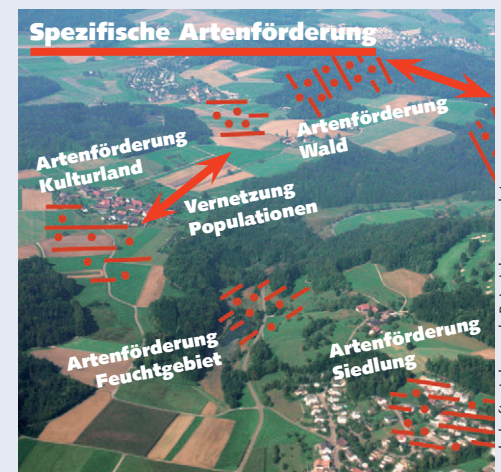 Spezifische Artenförderung
Artenförderung
Wald
Artenförderung
Kulturland
Vernetzung
Populationen
Artenförderung
Feuchtgebiet
Artenförderung
Siedlung